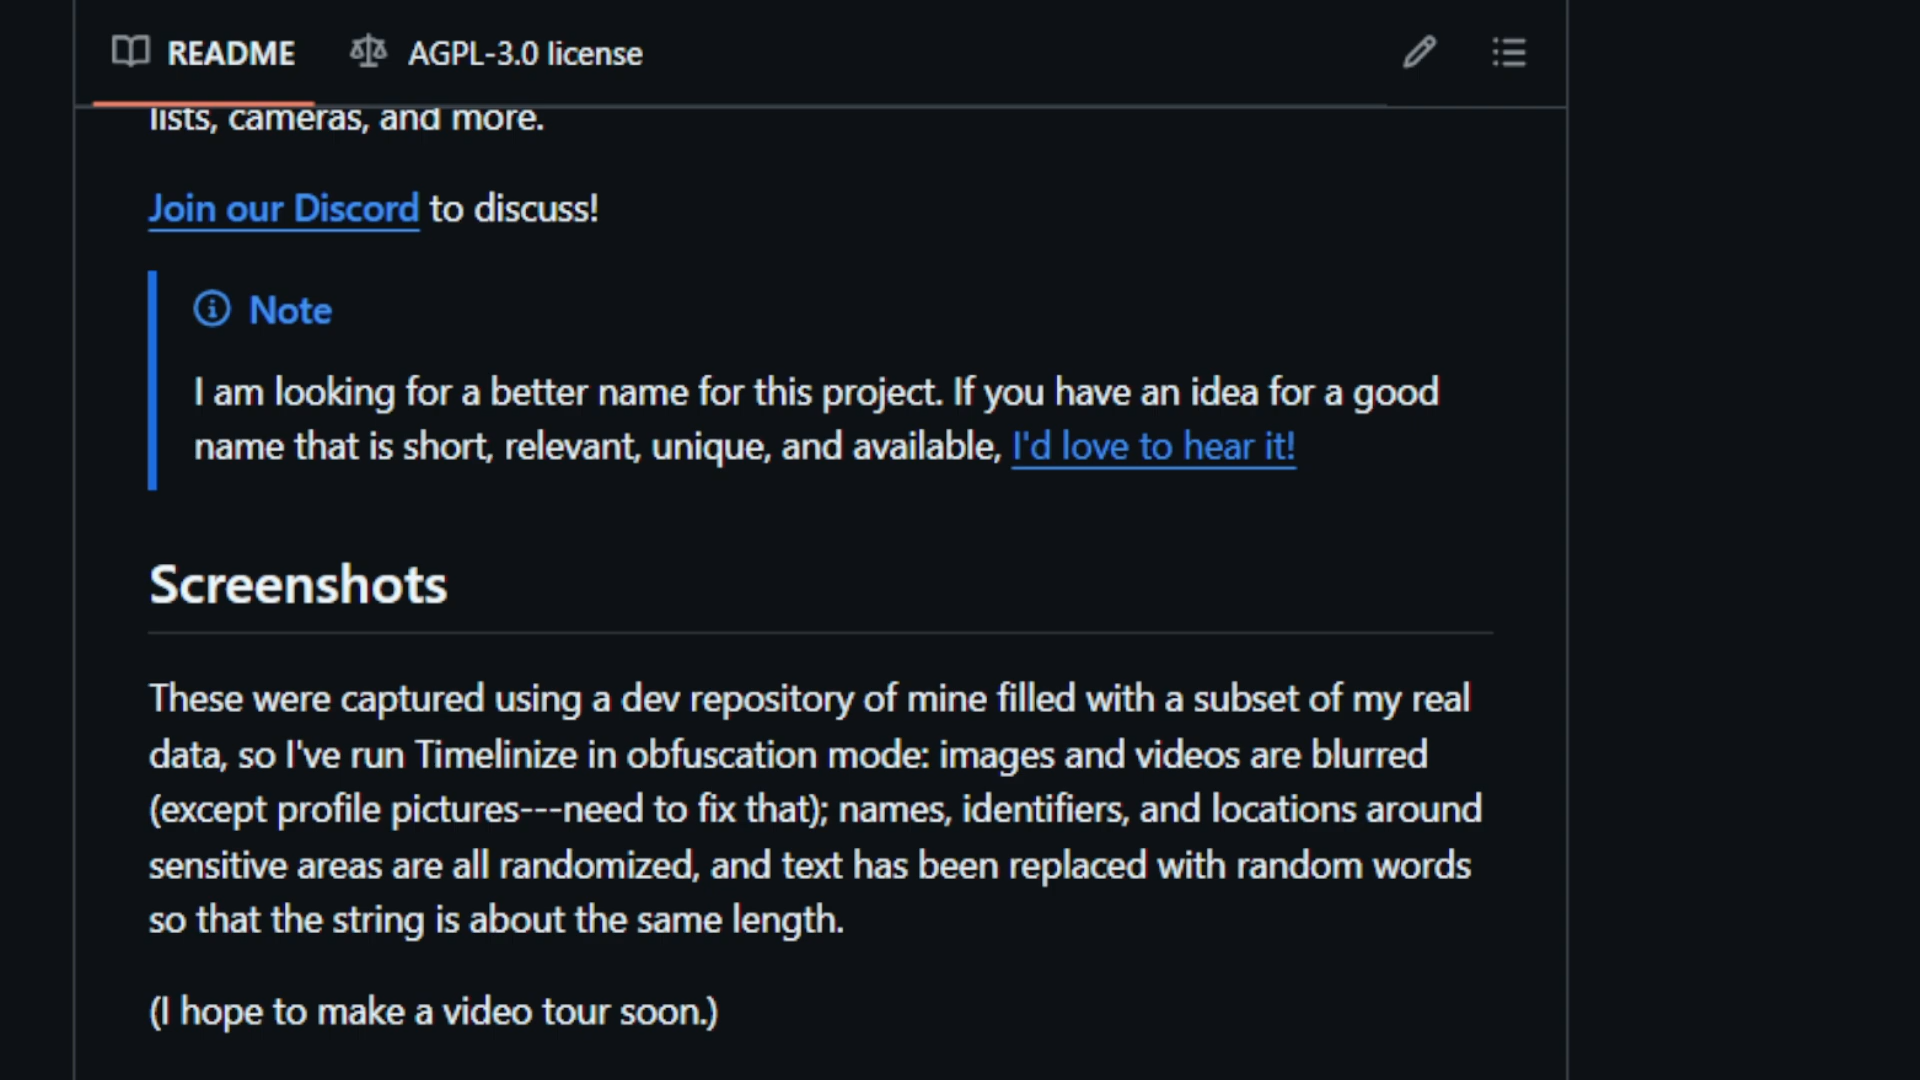 README
AGPL-3.0 license
lists, cameras, and more.
Join our Discord to discuss!
Note
I am looking for a better name for this project. If you have an idea for a good
name that is short, relevant, unique, and available, I'd love to hear it!
Screenshots
These were captured using a dev repository of mine filled with a subset of my real
data, so I've run Timelinize in obfuscation mode: images and videos are blurred
(except profile pictures---need to fix that); names, identifiers, and locations around
sensitive areas are all randomized, and text has been replaced with random words
so that the string is about the same length.
(I hope to make a video tour soon.)